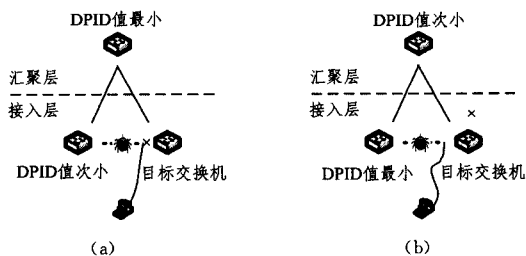 DPID值最小
DPID值次小
汇聚层
接入层
汇聚层
接入层
DPID值次小
目标交换机
DPID值最小
目标交换机
(a)
(b)